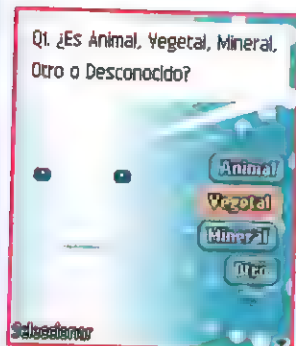 Q1. ¿Es Animal, Vegetal, Mineral,
Otro o Desconocido?
Animal
Vegetal
Mineral
Otro
Seleccionar